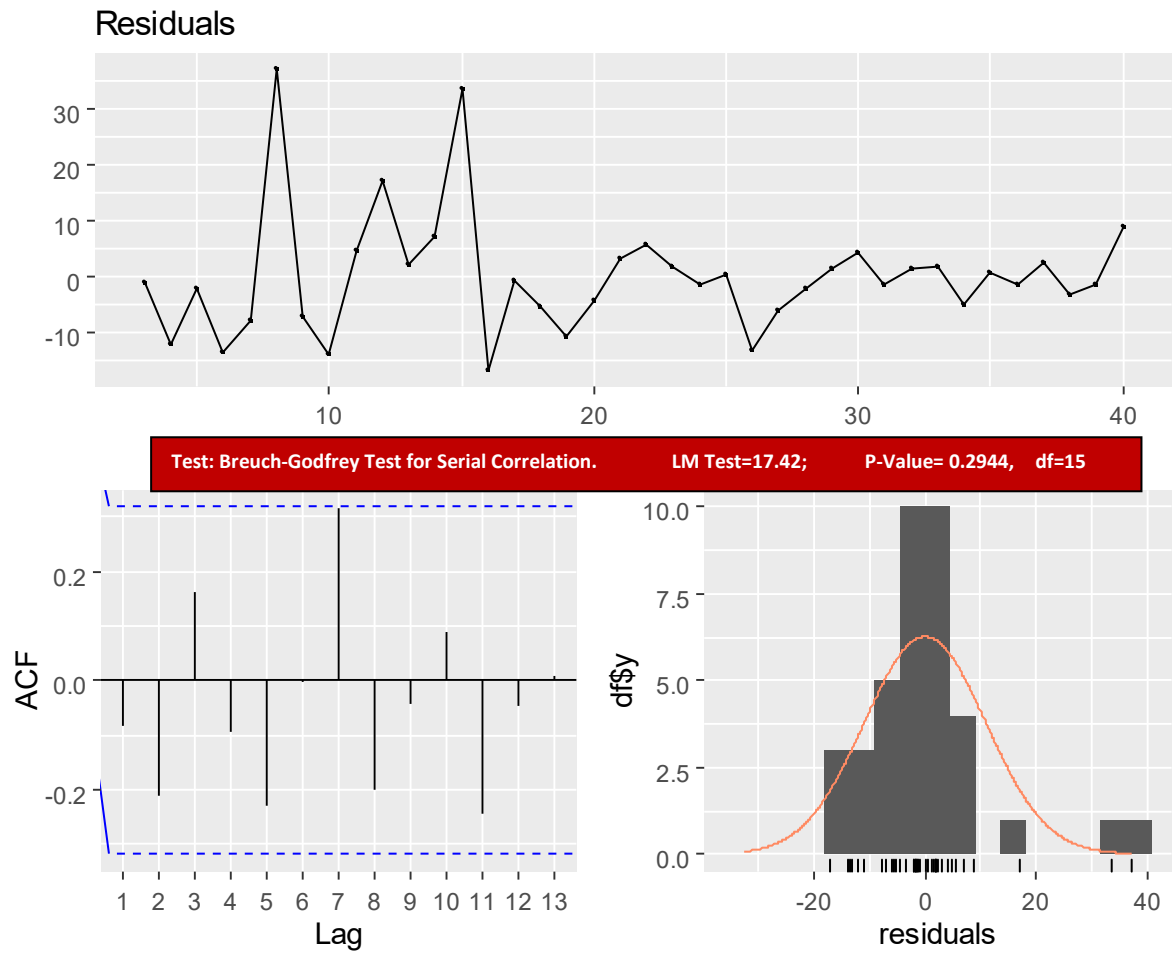 Residuals
30
20
10
0
-10
10 20 30 40
Test: Breuch-Godfrey Test for Serial Correlation. LM Test=17.42; P-Value= 0.2944, df=15
ACF
0.2
0.0
-0.2
1 2 3 4 5 6 7 8 9 10 11 12 13
Lag
df$y
10.0
7.5
5.0
2.5
0.0
-20 0 20 40
residuals